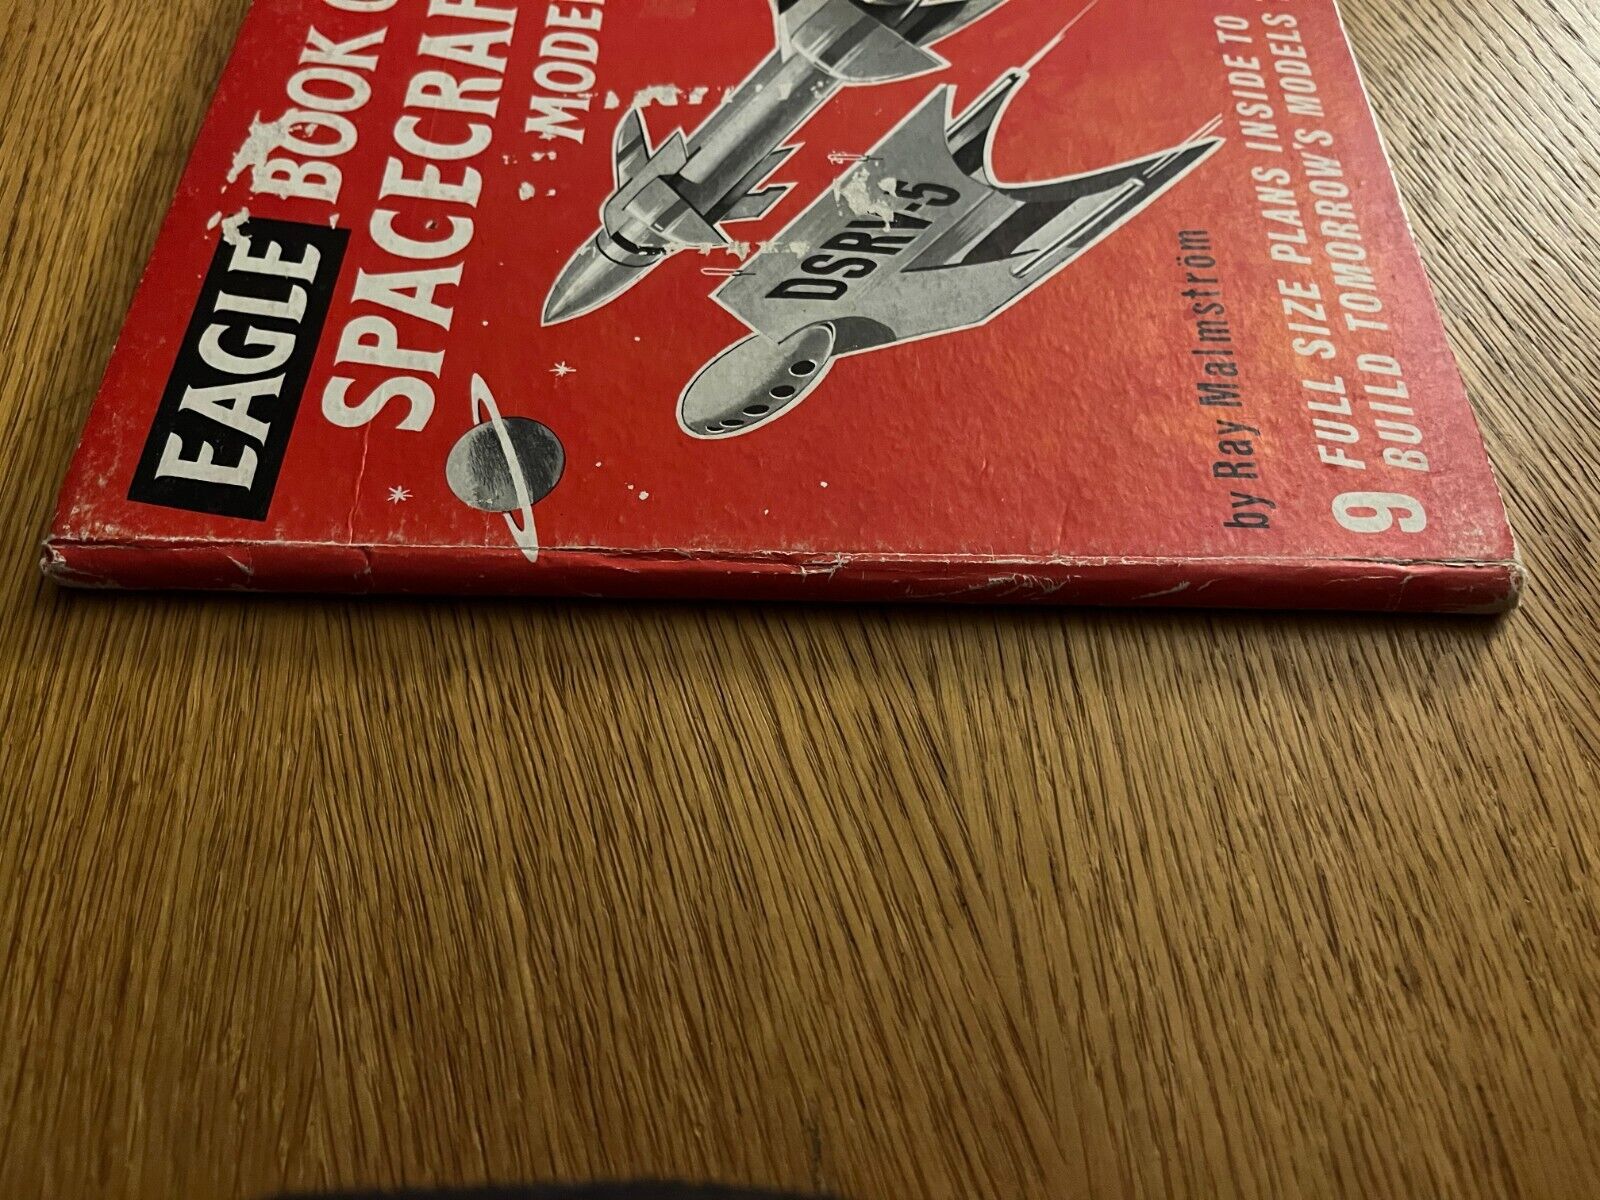 EAGLE BOOK O
SPACECRAF
MODEL
DSRV-5
by Ray Malmström
9 FULL SIZE PLANS INSIDE TO
BUILD TOMORROW'S MODELS